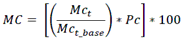 MC = [(Mc_t / Mc_t_base) * Pc] * 100